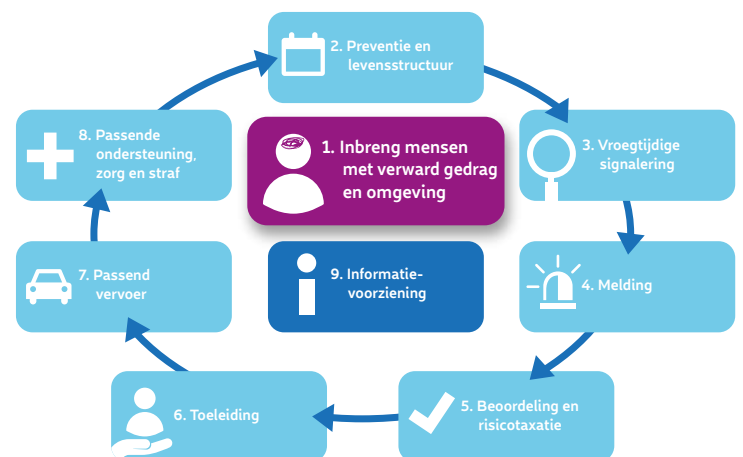 2. Preventie en
levensstructuur
8. Passende
ondersteuning,
zorg en straf
1. Inbreng mensen
met verward gedrag
en omgeving
3. Vroegtijdige
signalering
7. Passend
vervoer
9. Informatie-
voorziening
4. Melding
6. Toeleiding
5. Beoordeling en
risicotaxatie